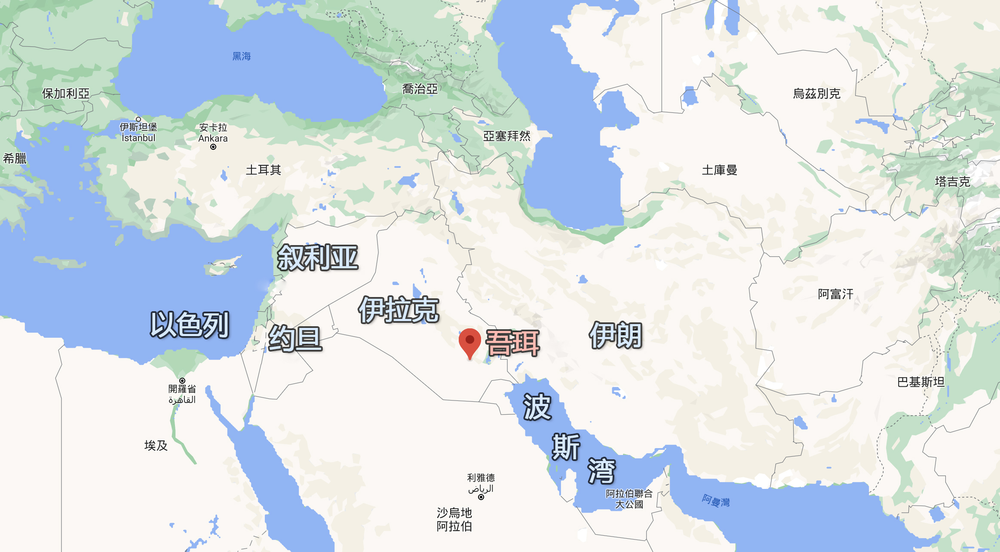 黑海
保加利亞
喬治亞
烏茲別克
伊斯坦堡
İstanbul
安卡拉
Ankara
亞塞拜然
希臘
土耳其
土庫曼
塔吉克
叙利亚
阿富汗
伊拉克
以色列
约旦
吾珥
伊朗
開羅省
القاهرة
巴基斯坦
波
斯
湾
埃及
利雅德
الرياض
阿拉伯聯合
大公國
阿曼灣
沙烏地
阿拉伯